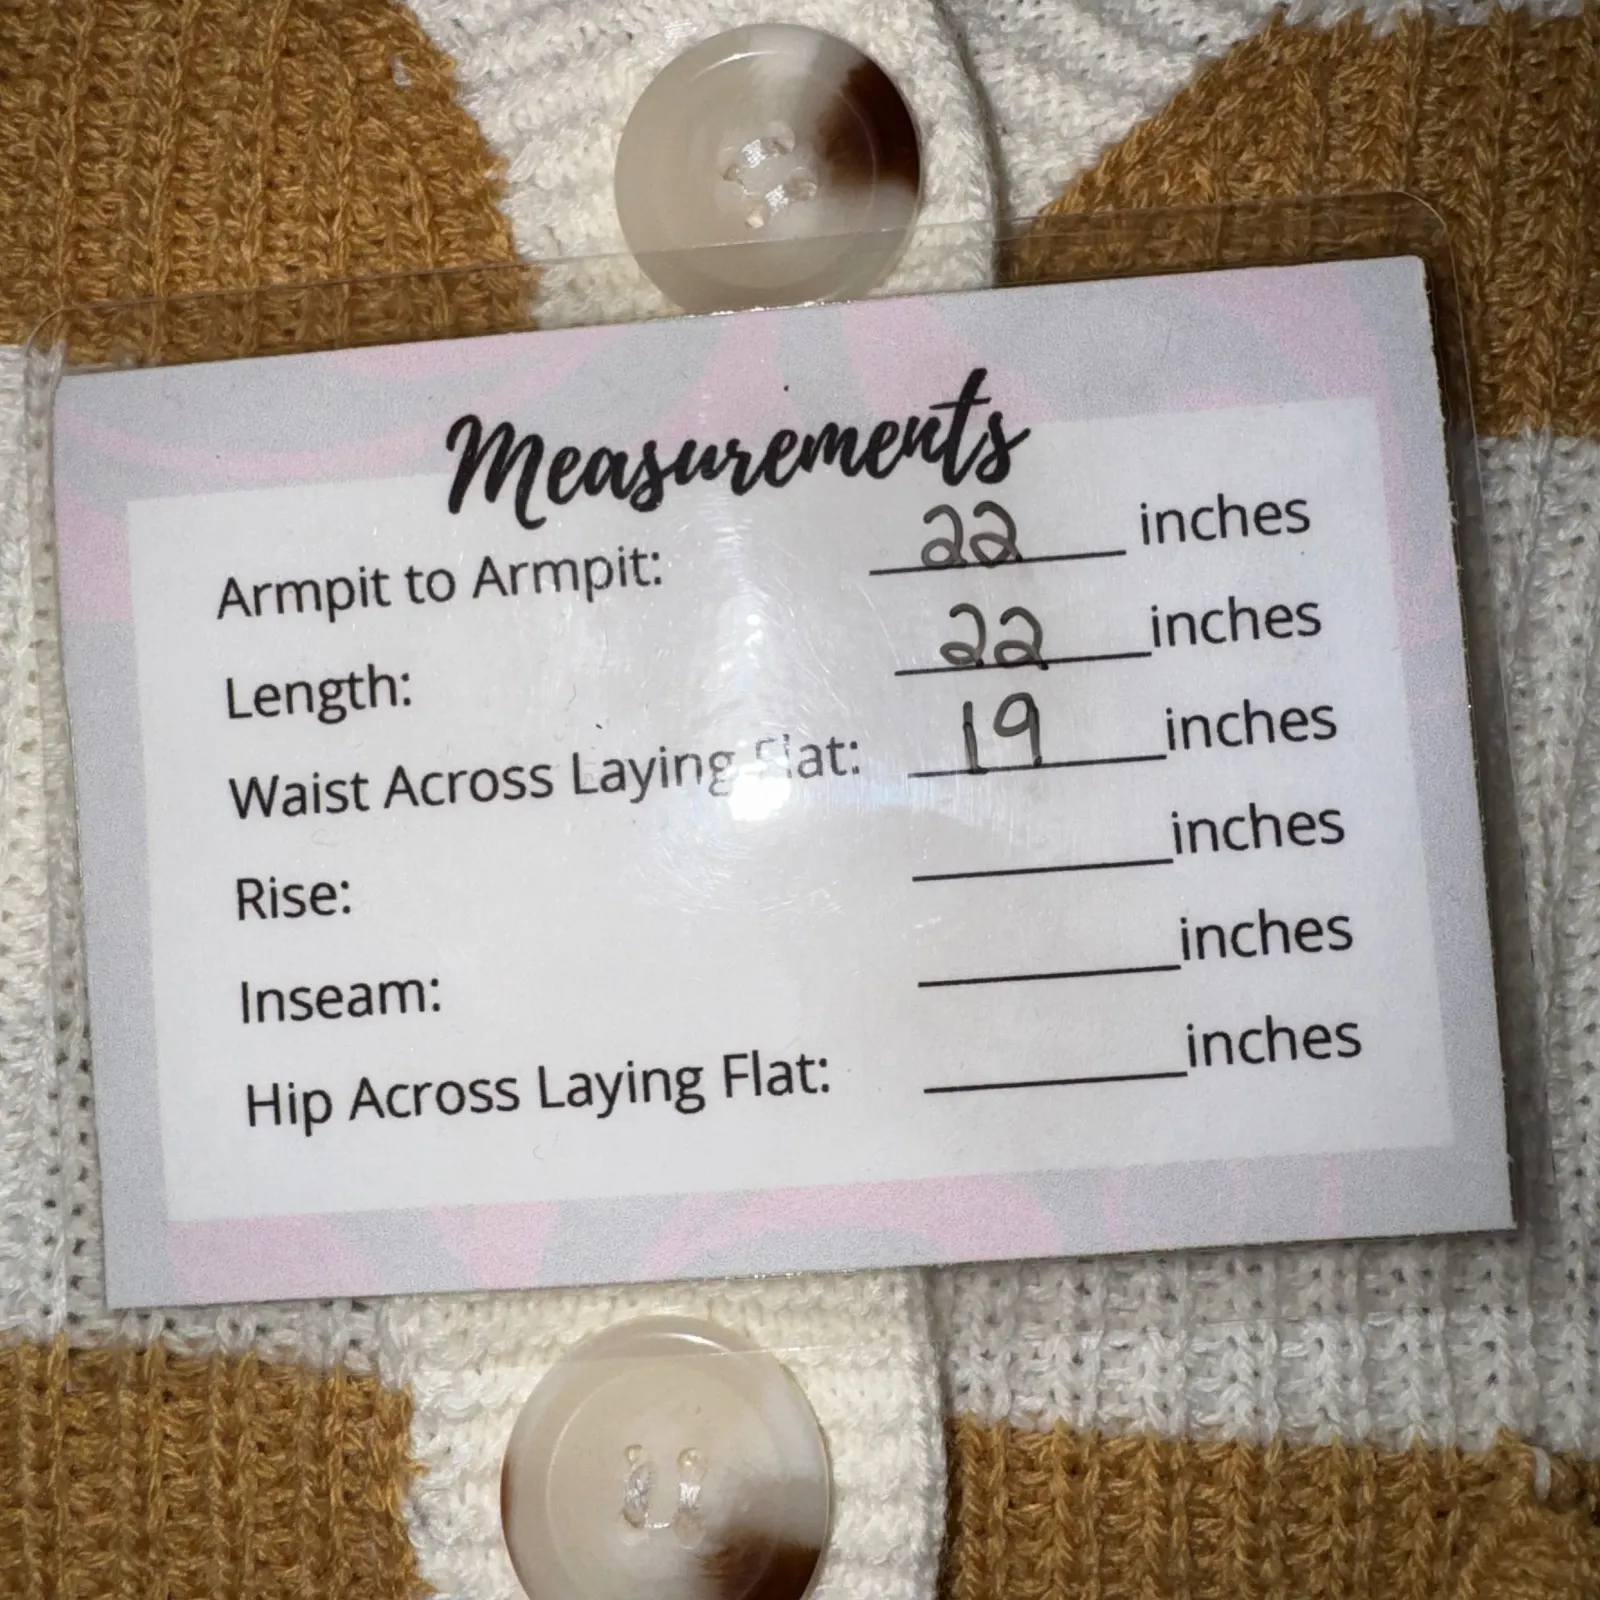 Measurements
Armpit to Armpit: 22 inches
Length: 22 inches
Waist Across Laying Flat: 19 inches
Rise: inches
Inseam: inches
Hip Across Laying Flat: inches